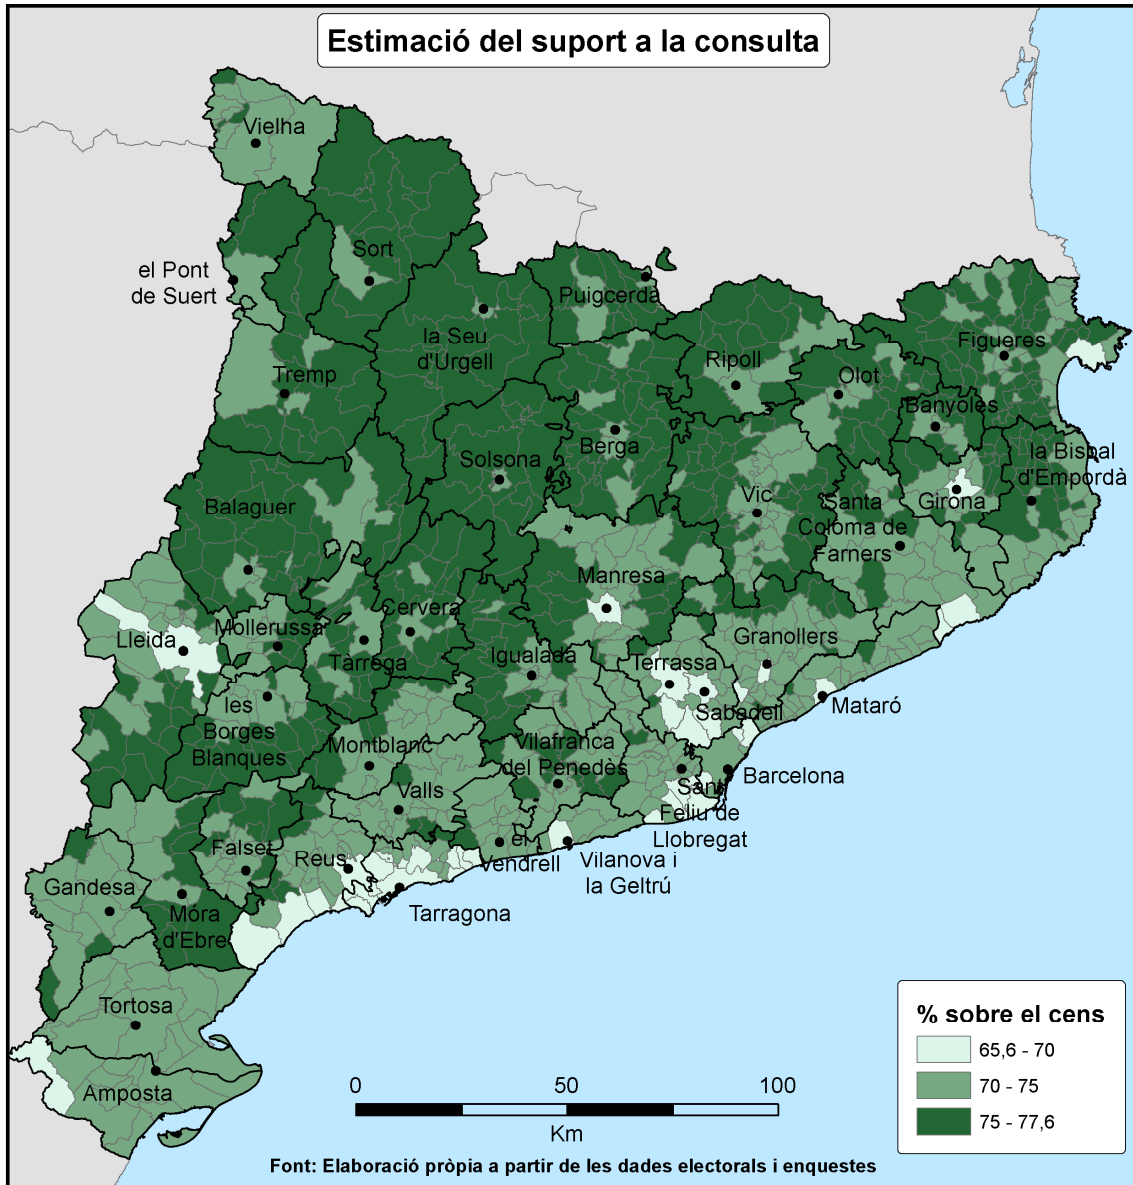 Estimació del suport a la consulta
Vielha
Sort
el Pont
de Suert
Puigcerdà
la Seu
d'Urgell
Tremp
Ripoll
Olot
Figueres
Banyoles
Berga
Solsona
la Bisbal
d'Empordà
Balaguer
Vic
Santa
Coloma de
Farners
Girona
Manresa
Cervera
Mollerussa
Lleida
Tàrrega
Igualada
Granollers
Terrassa
Sabadell
Mataró
les
Borges
Blanques
Montblanc
Vilafranca
del Penedès
Barcelona
Sant
Feliu de
Llobregat
Valls
el
Vendrell
Vilanova i
la Geltrú
Falset
Reus
Gandesa
Tarragona
Móra
d'Ebre
Tortosa
Amposta
% sobre el cens
65,6 - 70
70 - 75
75 - 77,6
0 50 100
Km
Font: Elaboració pròpia a partir de les dades electorals i enquestes